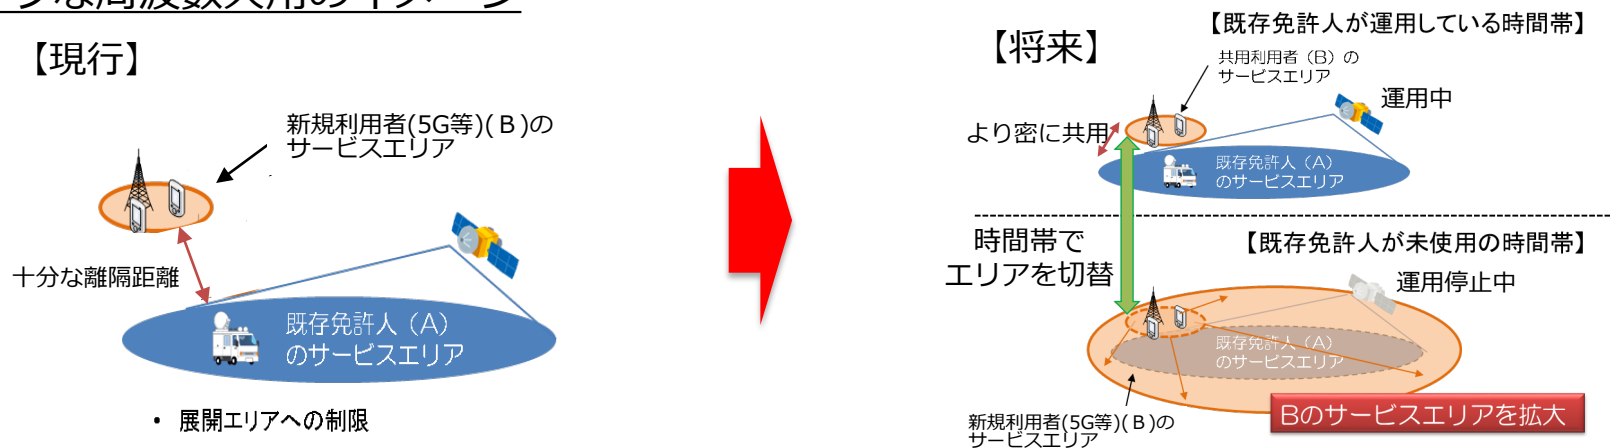 【現行】
新規利用者(5G等)(B)の
サービスエリア
十分な離隔距離
既存免許人（A）
のサービスエリア
• 展開エリアへの制限
【将来】
【既存免許人が運用している時間帯】
共用利用者（B）の
サービスエリア
運用中
より密に共用
既存免許人（A）
のサービスエリア
時間帯で
エリアを切替
【既存免許人が未使用の時間帯】
運用停止中
既存免許人（A）
のサービスエリア
新規利用者(5G等)(B)の
サービスエリア
Bのサービスエリアを拡大